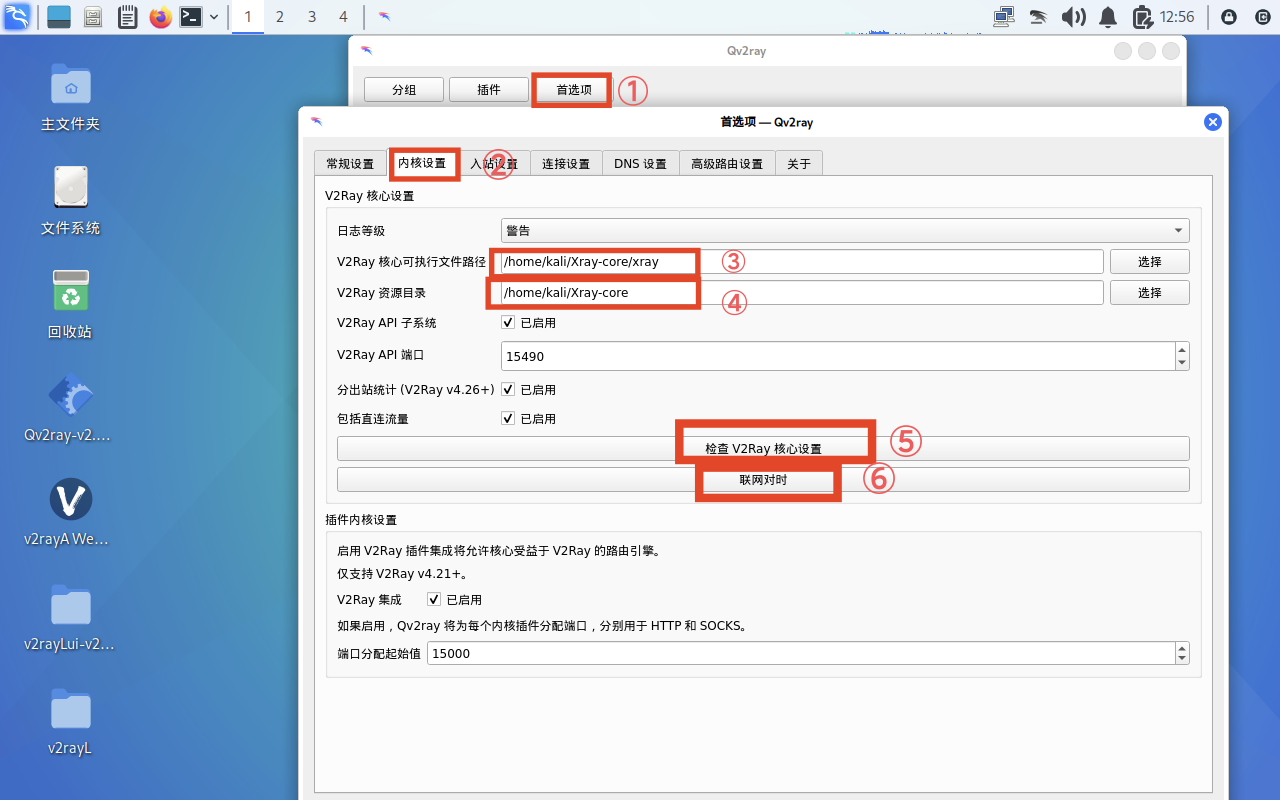 1 2 3 4 12:56
Qv2ray
分组 插件 首选项 ①
首选项 — Qv2ray
常规设置 内核设置 ② 入站设置 连接设置 DNS 设置 高级路由设置 关于
V2Ray 核心设置
日志等级 警告
V2Ray 核心可执行文件路径 /home/kali/Xray-core/xray ③ 选择
V2Ray 资源目录 /home/kali/Xray-core ④ 选择
V2Ray API 子系统 已启用
V2Ray API 端口 15490
分出站统计 (V2Ray v4.26+) 已启用
包括直连流量 已启用
检查 V2Ray 核心设置 ⑤
联网对时 ⑥
插件内核设置
启用 V2Ray 插件集成将允许核心受益于 V2Ray 的路由引擎。
仅支持 V2Ray v4.21+。
V2Ray 集成 已启用
如果启用，Qv2ray 将为每个内核插件分配端口，分别用于 HTTP 和 SOCKS。
端口分配起始值 15000
主文件夹
文件系统
回收站
Qv2ray-v2....
v2rayA We...
v2rayLui-v2...
v2rayL